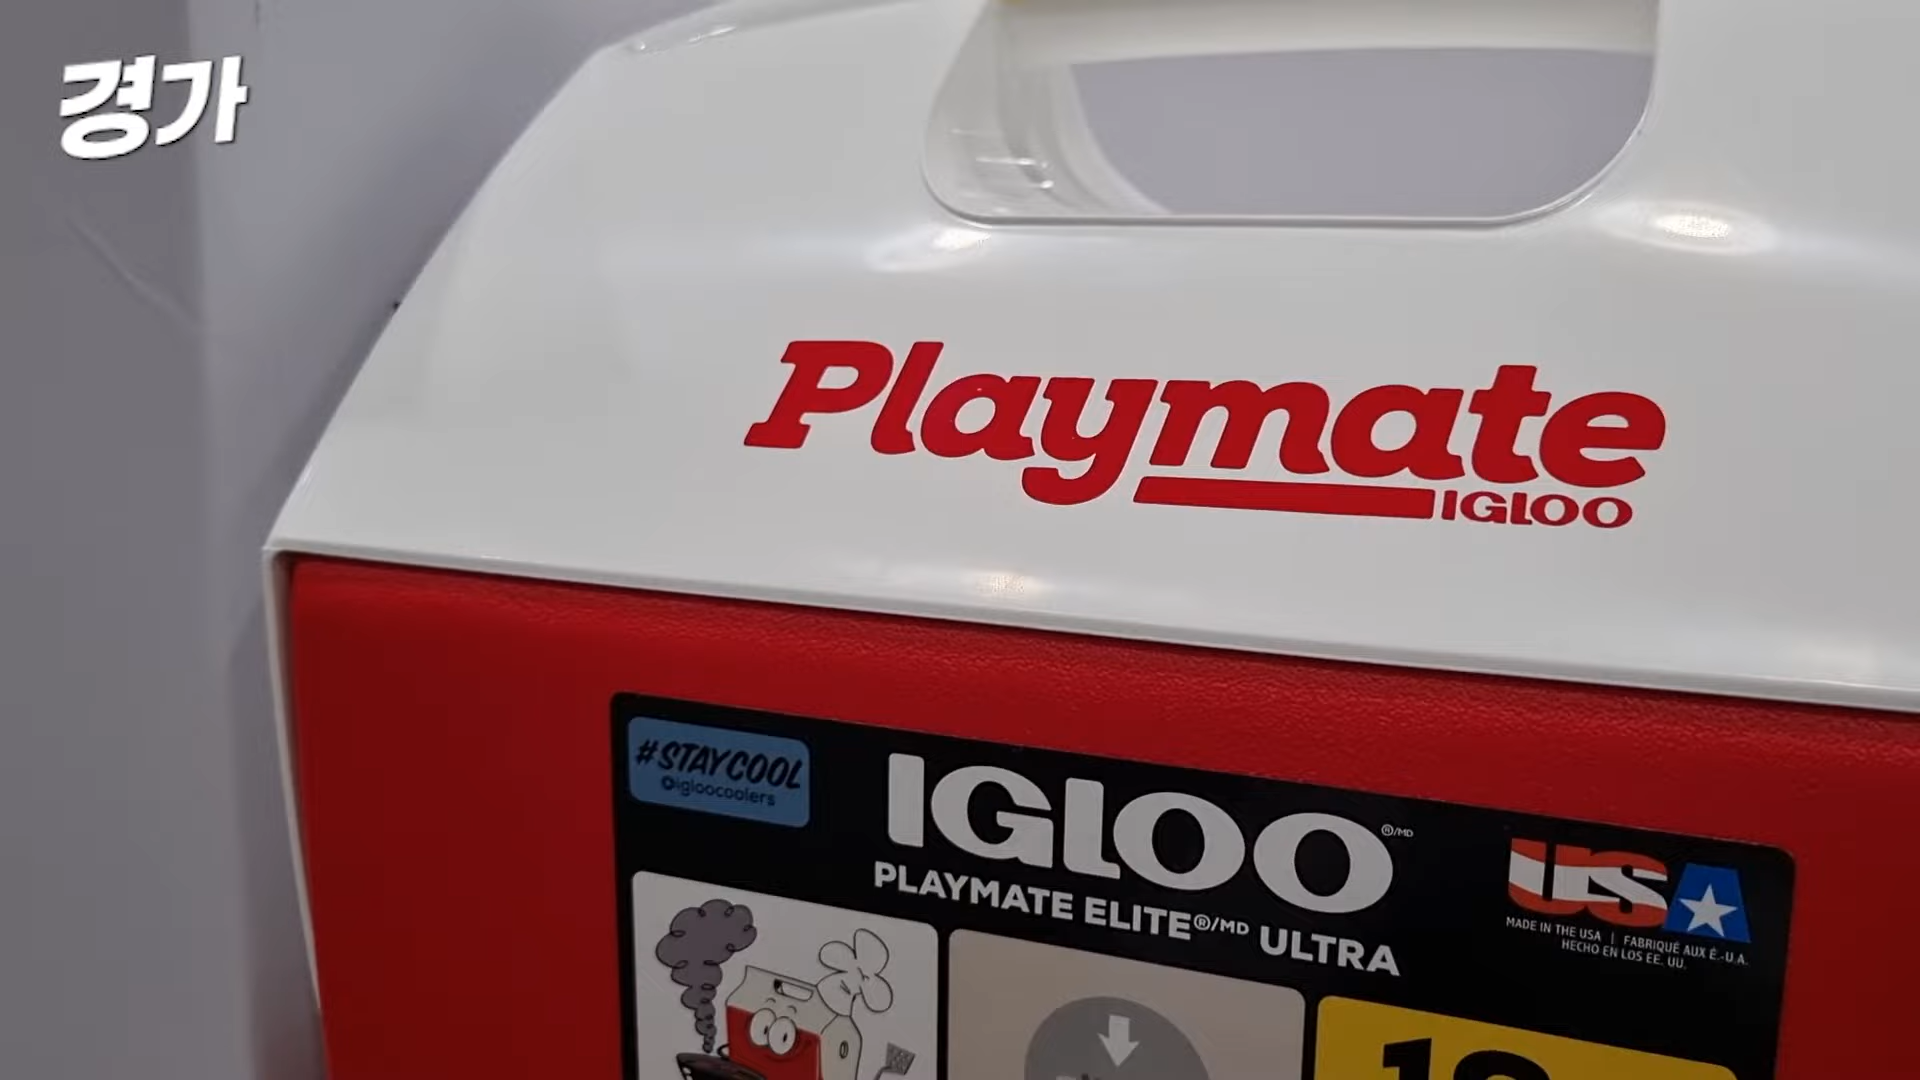 경가
Playmate
IGLOO
#STAYCOOL
@igloocoolers
IGLOO®/MD
PLAYMATE ELITE®/MD ULTRA
USA
MADE IN THE USA | FABRIQUÉ AUX É.-U.A.
HECHO EN LOS EE. UU.